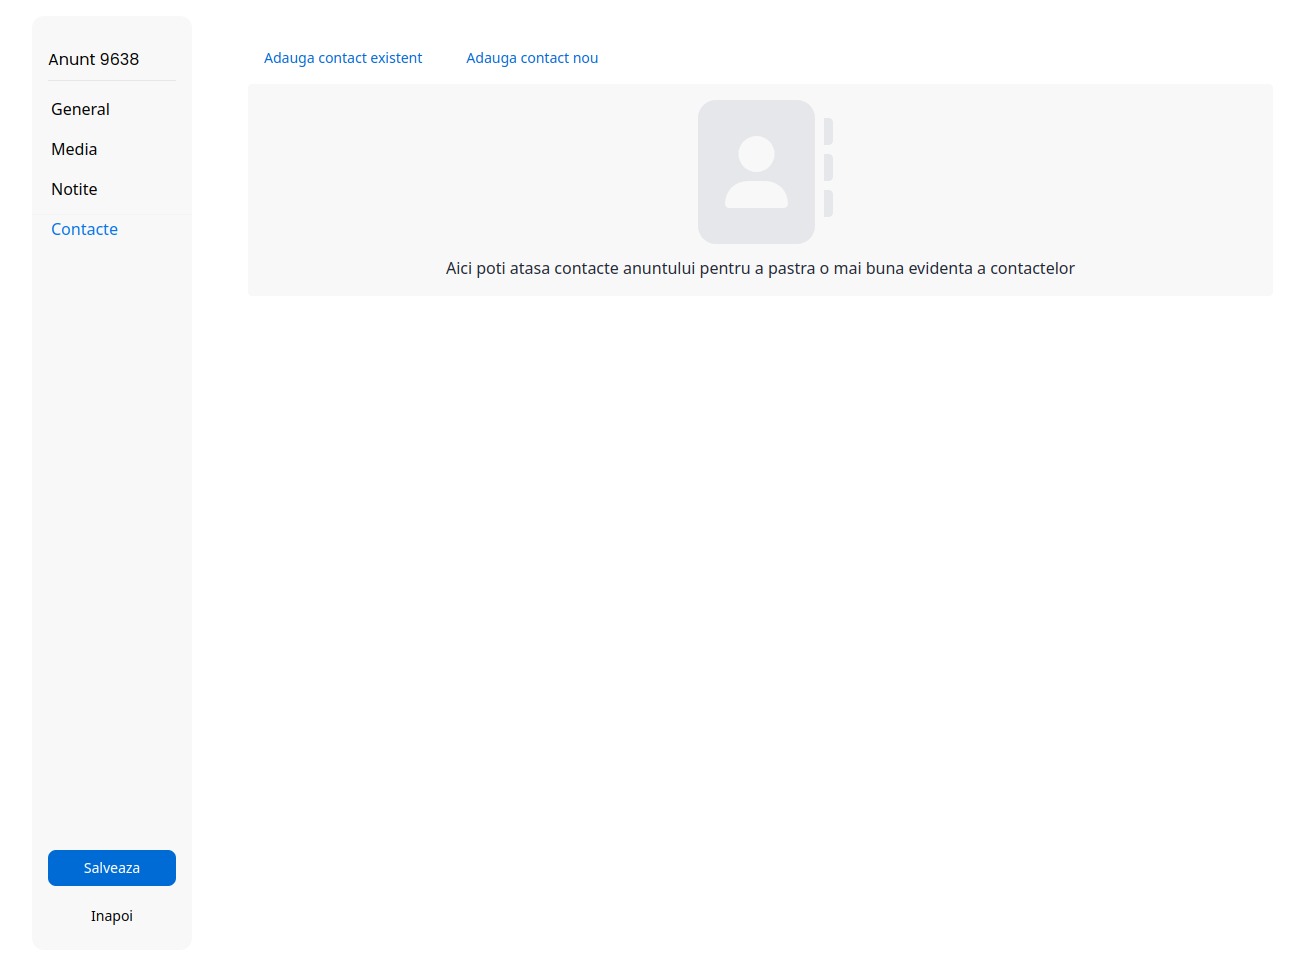 Anunt 9638
General
Media
Notite
Contacte
Salveaza
Inapoi
Adauga contact existent
Adauga contact nou
Aici poti atasa contacte anuntului pentru a pastra o mai buna evidenta a contactelor